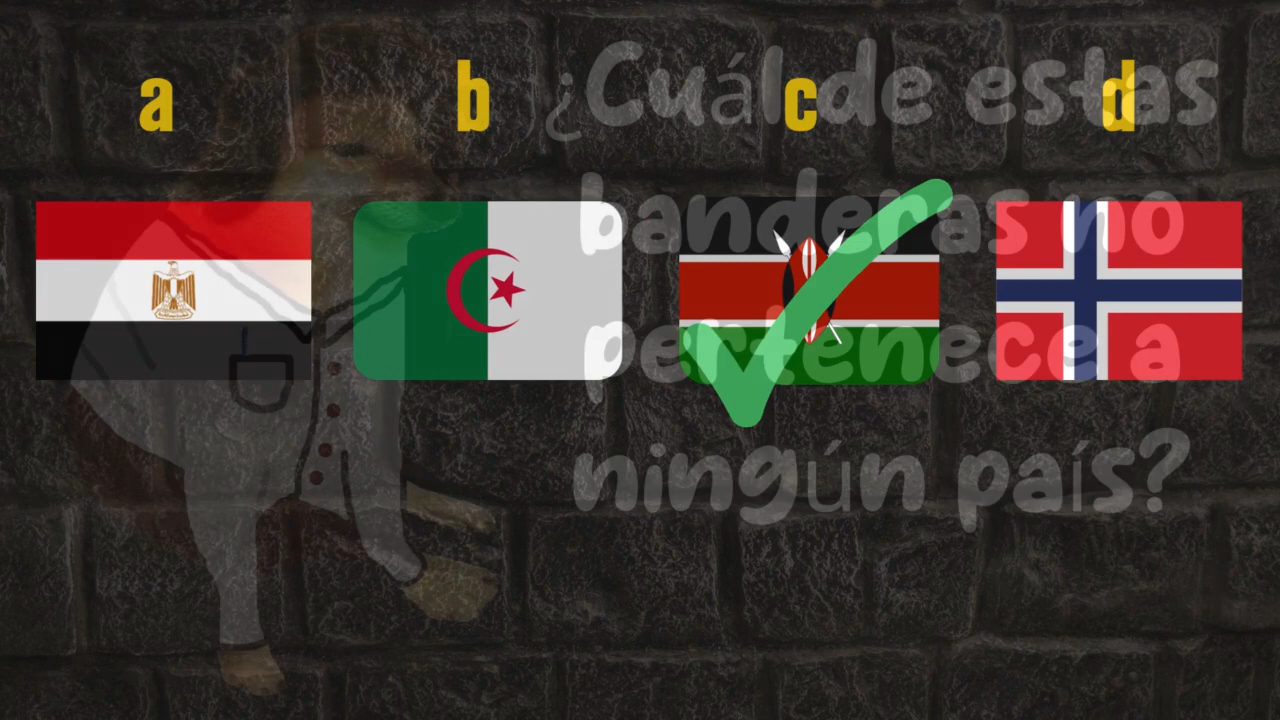 a b c d
¿Cuál de estas
banderas no
pertenece a
ningún país?